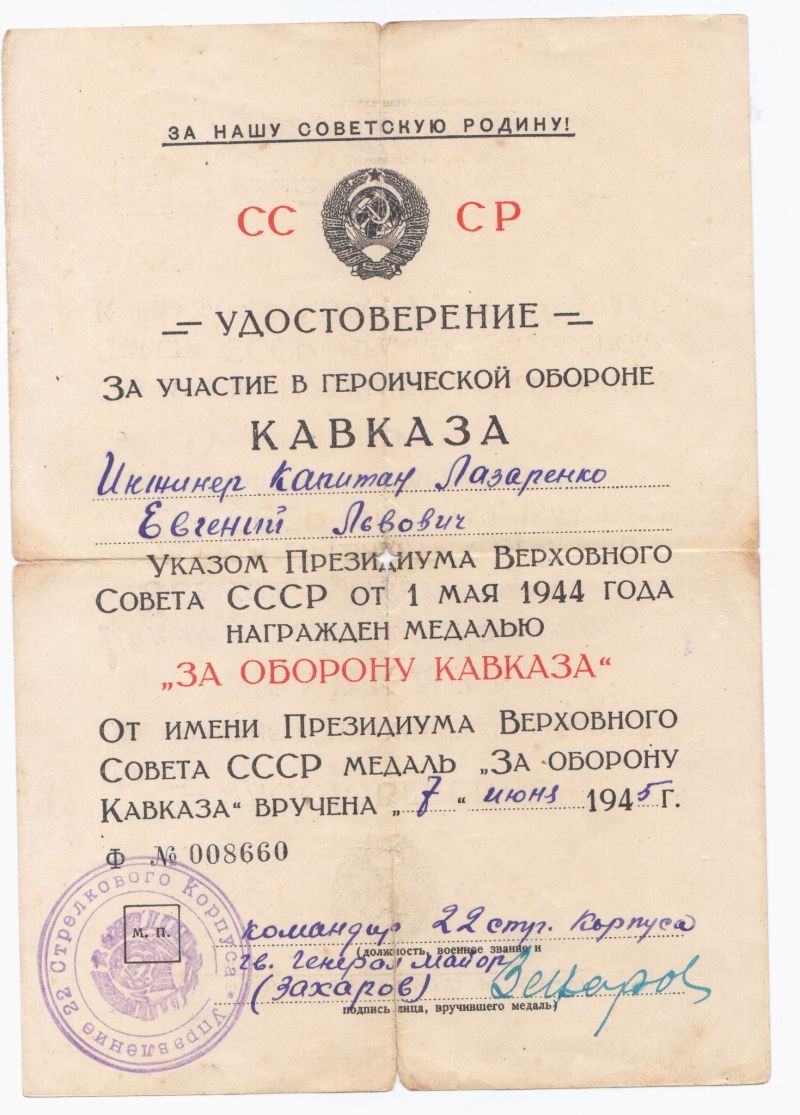 ЗА НАШУ СОВЕТСКУЮ РОДИНУ!
СС СР
УДОСТОВЕРЕНИЕ
ЗА УЧАСТИЕ В ГЕРОИЧЕСКОЙ ОБОРОНЕ
КАВКАЗА
Инжинер Капитан Лазаренко
Евгений Львович
УКАЗОМ ПРЕЗИДИУМА ВЕРХОВНОГО
СОВЕТА СССР ОТ 1 МАЯ 1944 ГОДА
НАГРАЖДЕН МЕДАЛЬЮ
„ЗА ОБОРОНУ КАВКАЗА“
ОТ ИМЕНИ ПРЕЗИДИУМА ВЕРХОВНОГО
СОВЕТА СССР МЕДАЛЬ „ЗА ОБОРОНУ
КАВКАЗА“ ВРУЧЕНА „7“ июня 1945 Г.
Ф № 008660
Управление 22 Стрелкового Корпуса
М. П.
командир 22 стр. Корпуса
(должность, военное звание и
гв. генерал майор
(Захаров) Захаров
подпись лица, вручившего медаль)